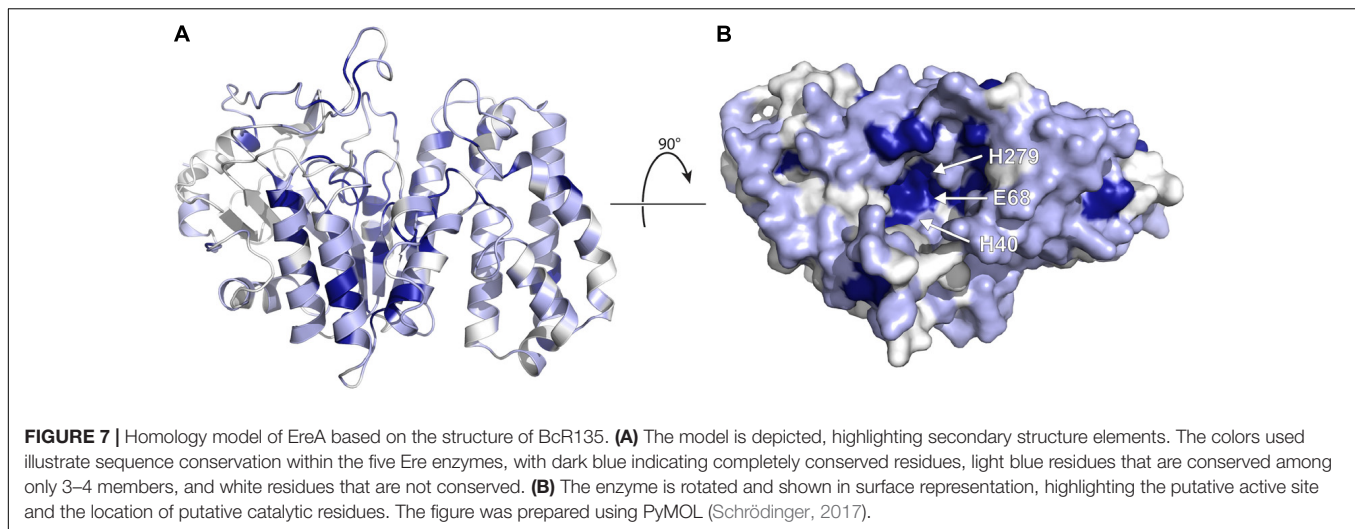 A
B
90°
H279
E68
H40
FIGURE 7 | Homology model of EreA based on the structure of BcR135. (A) The model is depicted, highlighting secondary structure elements. The colors used
illustrate sequence conservation within the five Ere enzymes, with dark blue indicating completely conserved residues, light blue residues that are conserved among
only 3–4 members, and white residues that are not conserved. (B) The enzyme is rotated and shown in surface representation, highlighting the putative active site
and the location of putative catalytic residues. The figure was prepared using PyMOL (Schrödinger, 2017).